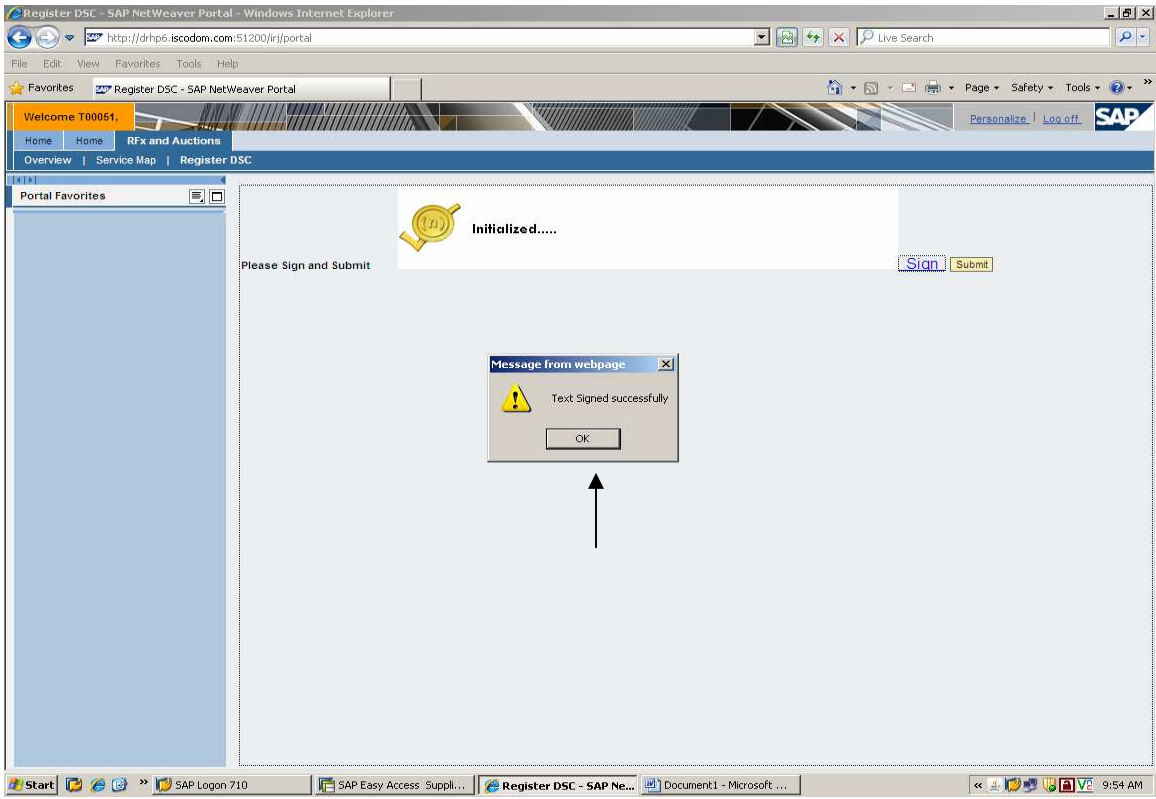 Register DSC - SAP NetWeaver Portal - Windows Internet Explorer
http://drhp6.iscodom.com:51200/irj/portal
Live Search
File Edit View Favorites Tools Help
Favorites
Register DSC - SAP NetWeaver Portal
Page Safety Tools
Welcome T00051,
Personalize Log off
SAP
Home Home RFx and Auctions
Overview | Service Map | Register DSC
Portal Favorites
(n)
Initialized.....
Please Sign and Submit
Sign Submit
Message from webpage
Text Signed successfully
OK
Start
SAP Logon 710
SAP Easy Access Suppli...
Register DSC - SAP Ne...
Document1 - Microsoft ...
9:54 AM